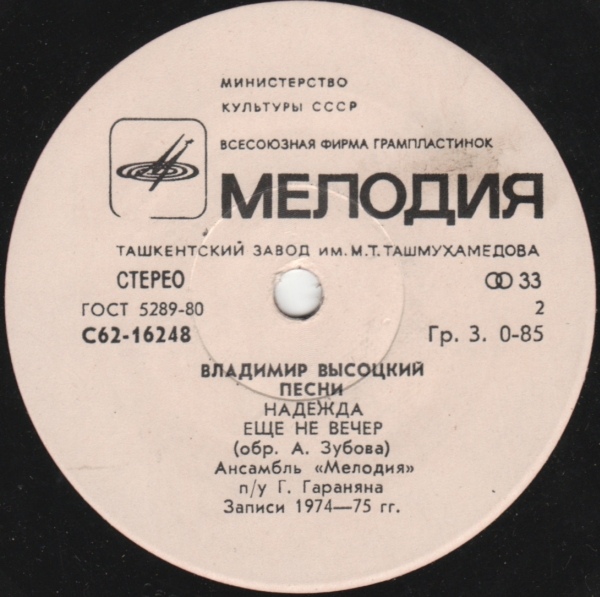 МИНИСТЕРСТВО
КУЛЬТУРЫ СССР
ВСЕСОЮЗНАЯ ФИРМА ГРАМПЛАСТИНОК
МЕЛОДИЯ
ТАШКЕНТСКИЙ ЗАВОД ИМ. М.Т. ТАШМУХАМЕДОВА
СТЕРЕО 33
ГОСТ 5289-80 2
С62-16248 Гр. 3. 0-85
ВЛАДИМИР ВЫСОЦКИЙ
ПЕСНИ
НАДЕЖДА
ЕЩЕ НЕ ВЕЧЕР
(обр. А. Зубова)
Ансамбль «Мелодия»
п/у Г. Гараняна
Записи 1974—75 гг.